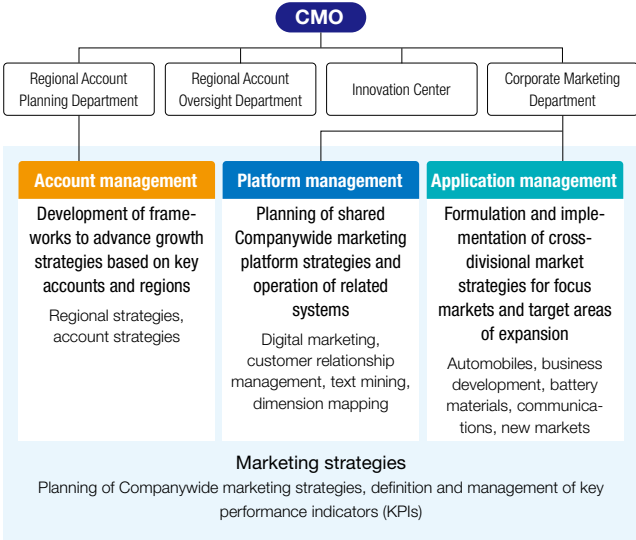 CMO
Regional Account
Planning Department
Regional Account
Oversight Department
Innovation Center
Corporate Marketing
Department
Account management
Development of frame-
works to advance growth
strategies based on key
accounts and regions
Regional strategies,
account strategies
Platform management
Planning of shared
Companywide marketing
platform strategies and
operation of related
systems
Digital marketing,
customer relationship
management, text mining,
dimension mapping
Application management
Formulation and imple-
mentation of cross-
divisional market
strategies for focus
markets and target areas
of expansion
Automobiles, business
development, battery
materials, communica-
tions, new markets
Marketing strategies
Planning of Companywide marketing strategies, definition and management of key
performance indicators (KPIs)